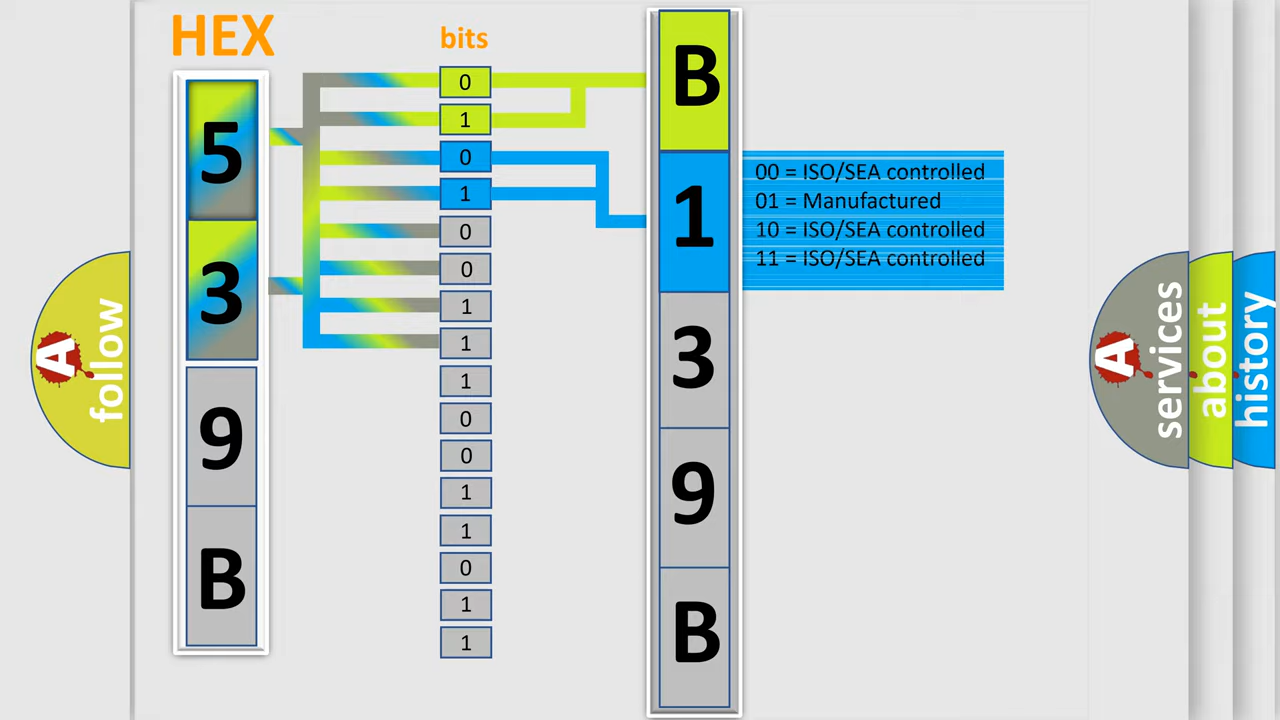 HEX
bits
5
3
9
B
0
1
0
1
0
0
1
1
1
0
0
1
1
0
1
1
B
1
3
9
B
00 = ISO/SEA controlled
01 = Manufactured
10 = ISO/SEA controlled
11 = ISO/SEA controlled
A
follow
A
services
about
history